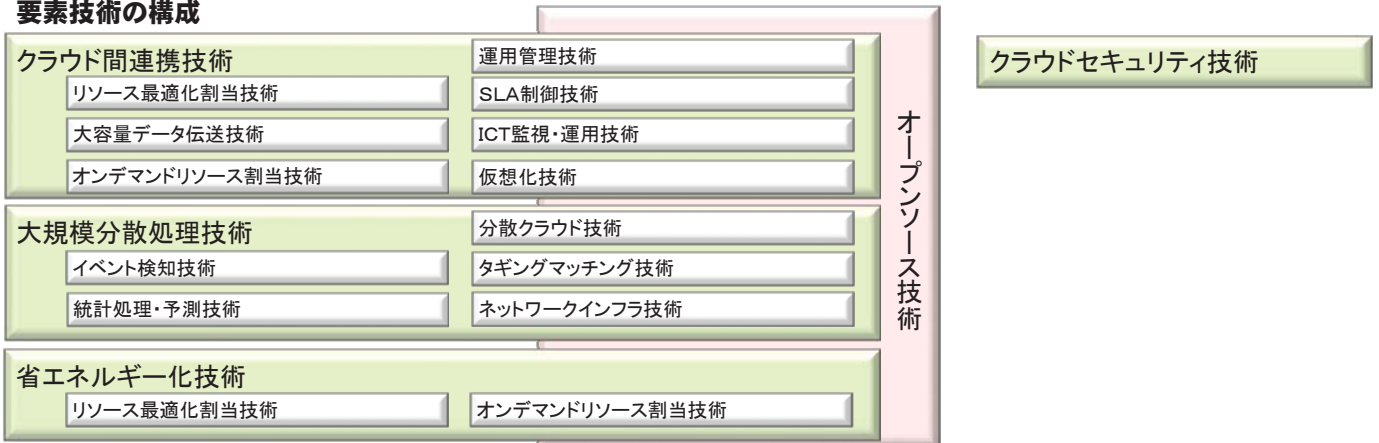 要素技術の構成
クラウド間連携技術
リソース最適化割当技術
大容量データ伝送技術
オンデマンドリソース割当技術
運用管理技術
SLA制御技術
ICT監視・運用技術
仮想化技術
大規模分散処理技術
イベント検知技術
統計処理・予測技術
分散クラウド技術
タギングマッチング技術
ネットワークインフラ技術
省エネルギー化技術
リソース最適化割当技術
オンデマンドリソース割当技術
オープンソース技術
クラウドセキュリティ技術